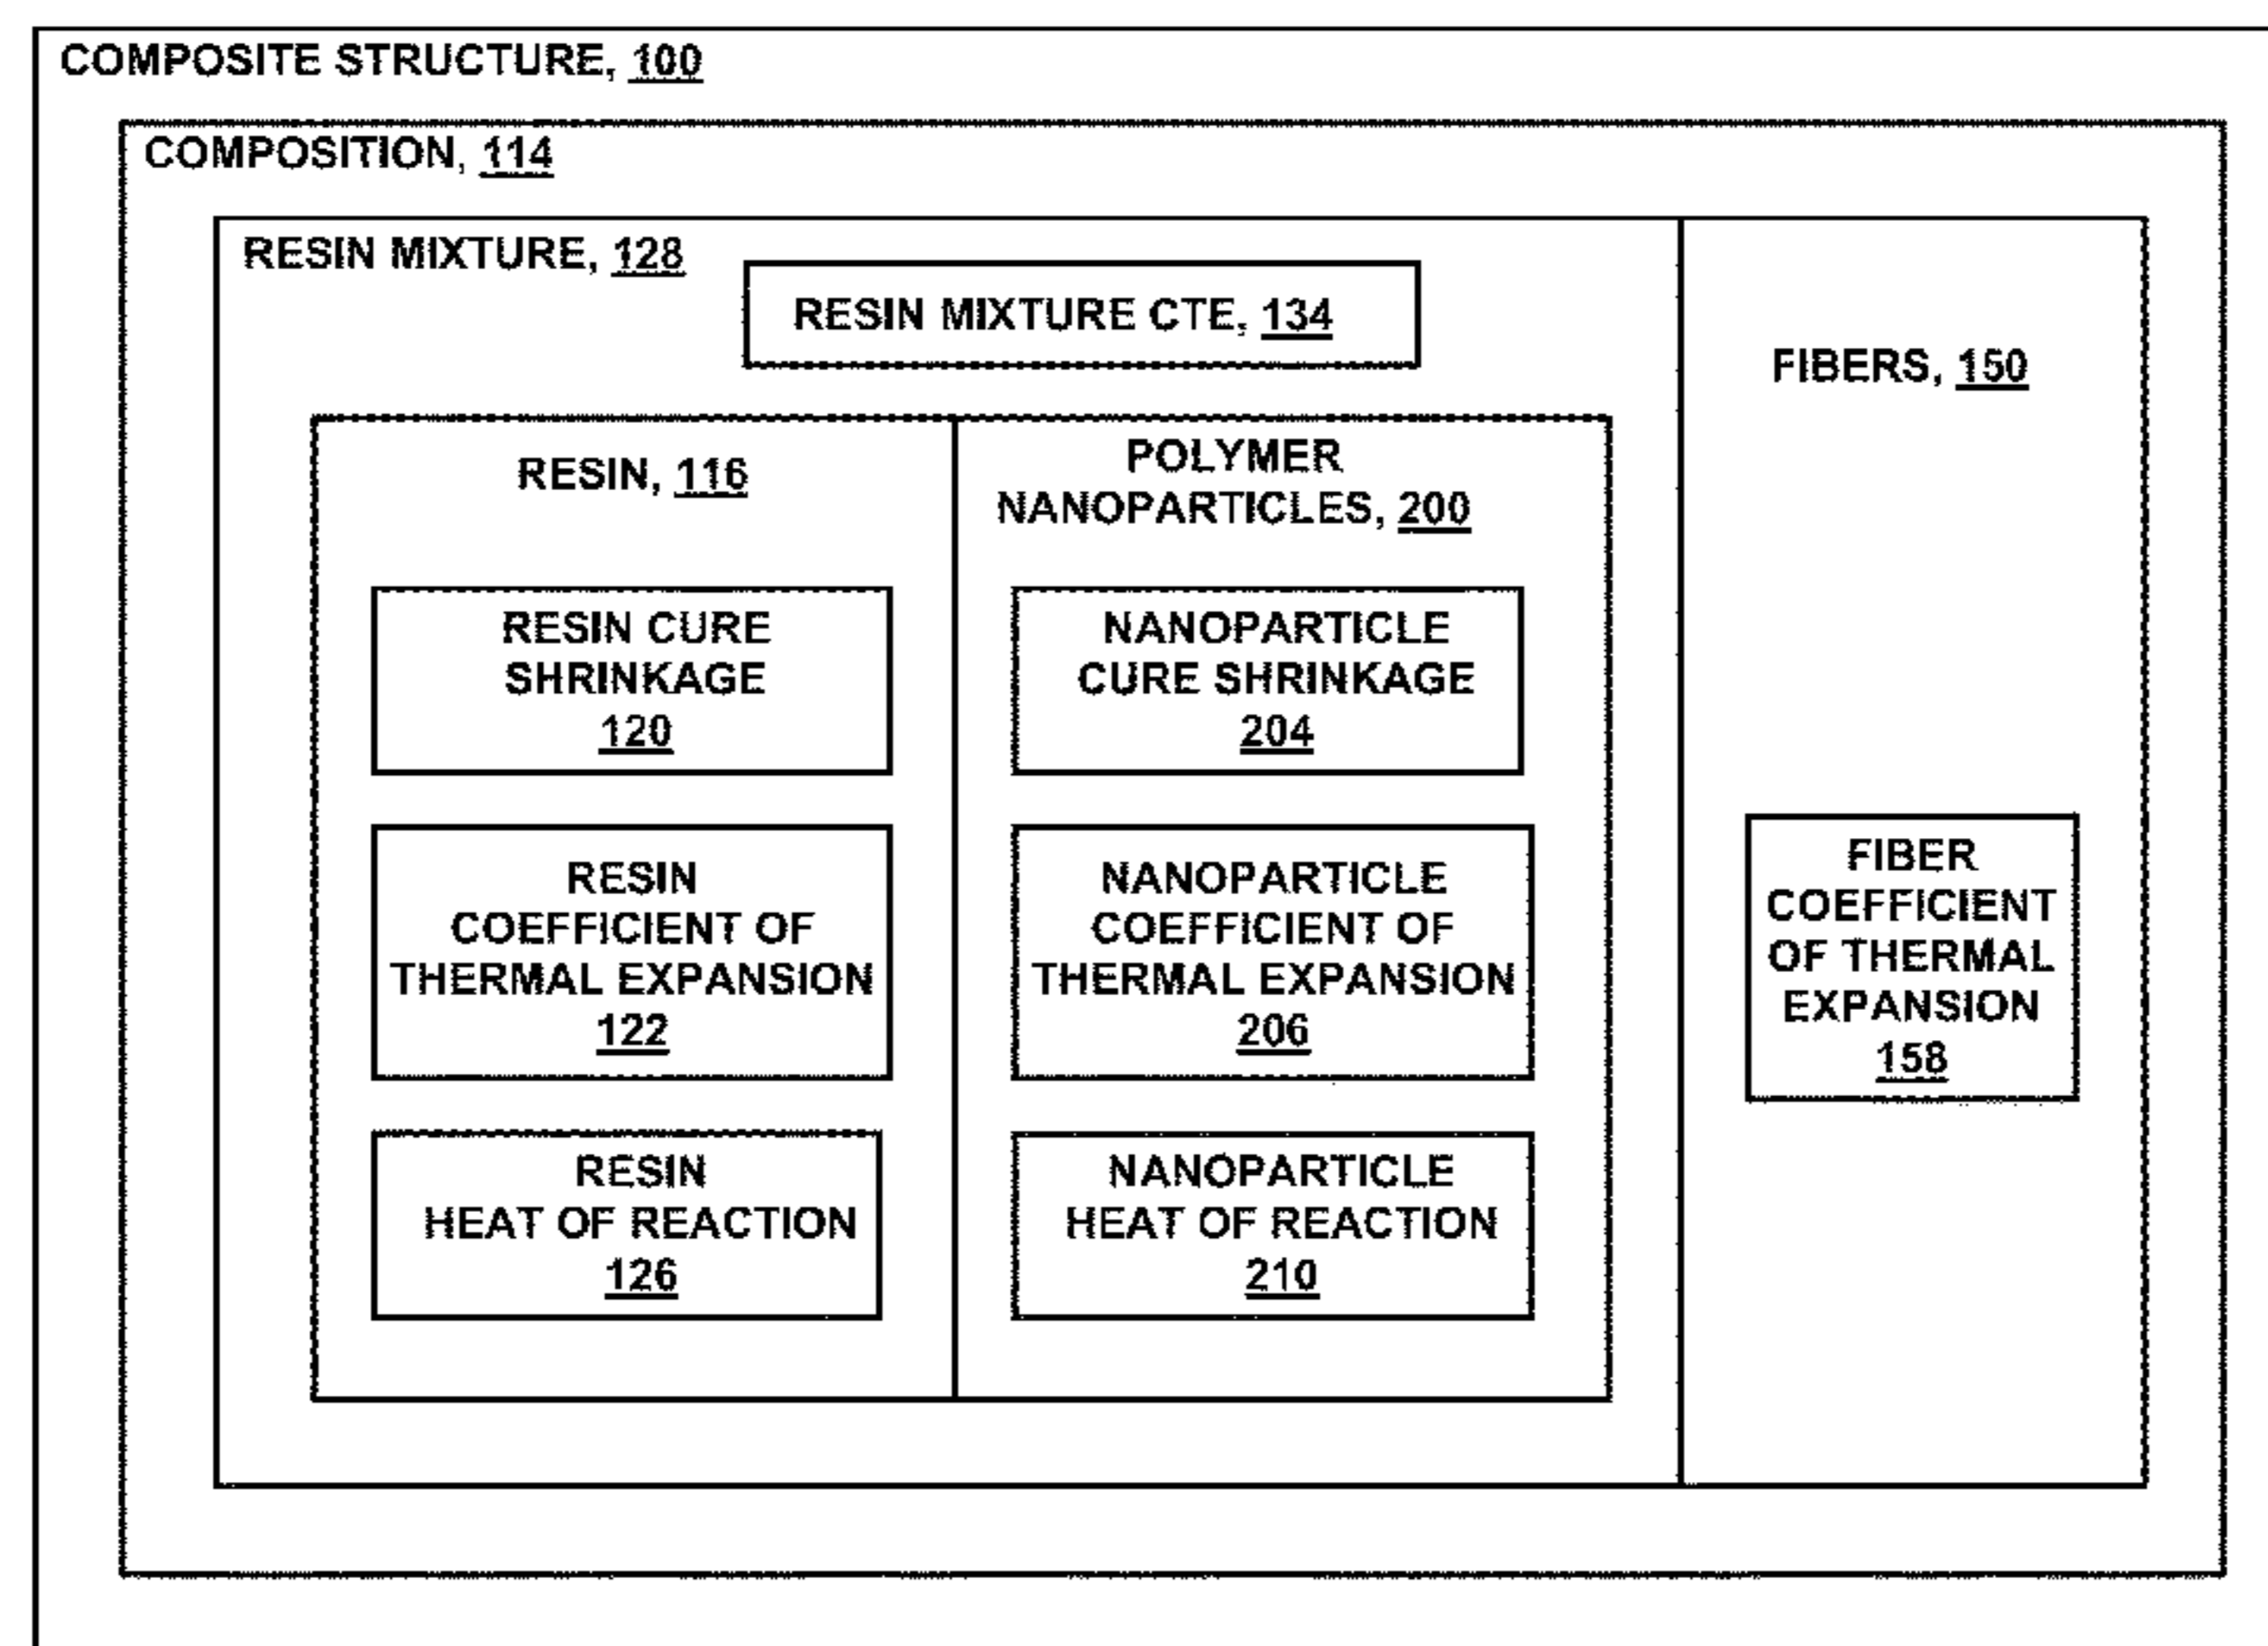 COMPOSITE STRUCTURE, 100
COMPOSITION, 114
RESIN MIXTURE, 128
RESIN MIXTURE CTE, 134
RESIN, 116
RESIN CURE
SHRINKAGE
120
RESIN
COEFFICIENT OF
THERMAL EXPANSION
122
RESIN
HEAT OF REACTION
126
POLYMER
NANOPARTICLES, 200
NANOPARTICLE
CURE SHRINKAGE
204
NANOPARTICLE
COEFFICIENT OF
THERMAL EXPANSION
206
NANOPARTICLE
HEAT OF REACTION
210
FIBERS, 150
FIBER
COEFFICIENT
OF THERMAL
EXPANSION
158